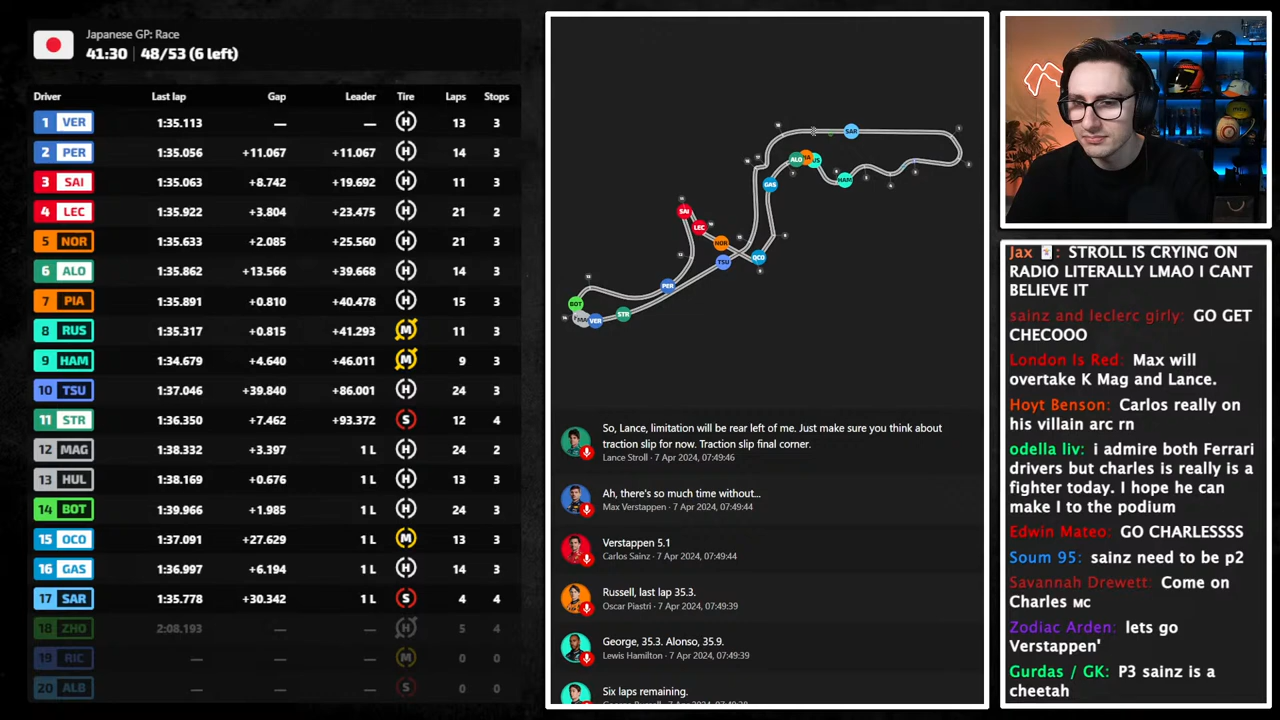 Japanese GP: Race
41:30 | 48/53 (6 left)
Driver Last lap Gap Leader Tire Laps Stops
1 VER 1:35.113 — — H 13 3
2 PER 1:35.056 +11.067 +11.067 H 14 3
3 SAI 1:35.063 +8.742 +19.692 H 11 3
4 LEC 1:35.922 +3.804 +23.475 H 21 2
5 NOR 1:35.633 +2.085 +25.560 H 21 3
6 ALO 1:35.862 +13.566 +39.668 H 14 3
7 PIA 1:35.891 +0.810 +40.478 H 15 3
8 RUS 1:35.317 +0.815 +41.293 M 11 3
9 HAM 1:34.679 +4.640 +46.011 M 9 3
10 TSU 1:37.046 +39.840 +86.001 H 24 3
11 STR 1:36.350 +7.462 +93.372 S 12 4
12 MAG 1:38.332 +2.397 1 L H 24 2
13 HUL 1:38.169 +0.676 1 L H 13 3
14 BOT 1:39.966 +1.985 1 L H 24 3
15 OCO 1:37.091 +27.629 1 L M 13 3
16 GAS 1:36.997 +6.194 1 L H 14 3
17 SAR 1:35.778 +30.342 1 L S 4 4
18 ZHO 2:08.193 — — H 5 4
19 RIC — — — M 0 0
20 ALB — — — S 0 0
SAR
ALO
US
HAM
GAS
SAI
LEC
NOR
TSU
OCO
PER
BOT
MA
VER
STR
So, Lance, limitation will be rear left of me. Just make sure you think about
traction slip for now. Traction slip final corner.
Lance Stroll · 7 Apr 2024, 07:49:46
Ah, there's so much time without...
Max Verstappen · 7 Apr 2024, 07:49:44
Verstappen 5.1
Carlos Sainz · 7 Apr 2024, 07:49:44
Russell, last lap 35.3.
Oscar Piastri · 7 Apr 2024, 07:49:39
George, 35.3. Alonso, 35.9.
Lewis Hamilton · 7 Apr 2024, 07:49:39
Six laps remaining.
Jax 🃏: STROLL IS CRYING ON
RADIO LITERALLY LMAO I CANT
BELIEVE IT
sainz and leclerc girly: GO GET
CHECOOO
London Is Red: Max will
overtake K Mag and Lance.
Hoyt Benson: Carlos really on
his villain arc rn
odella liv: i admire both Ferrari
drivers but charles is really is a
fighter today. I hope he can
make I to the podium
Edwin Mateo: GO CHARLESSSS
Soum 95: sainz need to be p2
Savannah Drewett: Come on
Charles MC
Zodiac Arden: lets go
Verstappen'
Gurdas / GK: P3 sainz is a
cheetah